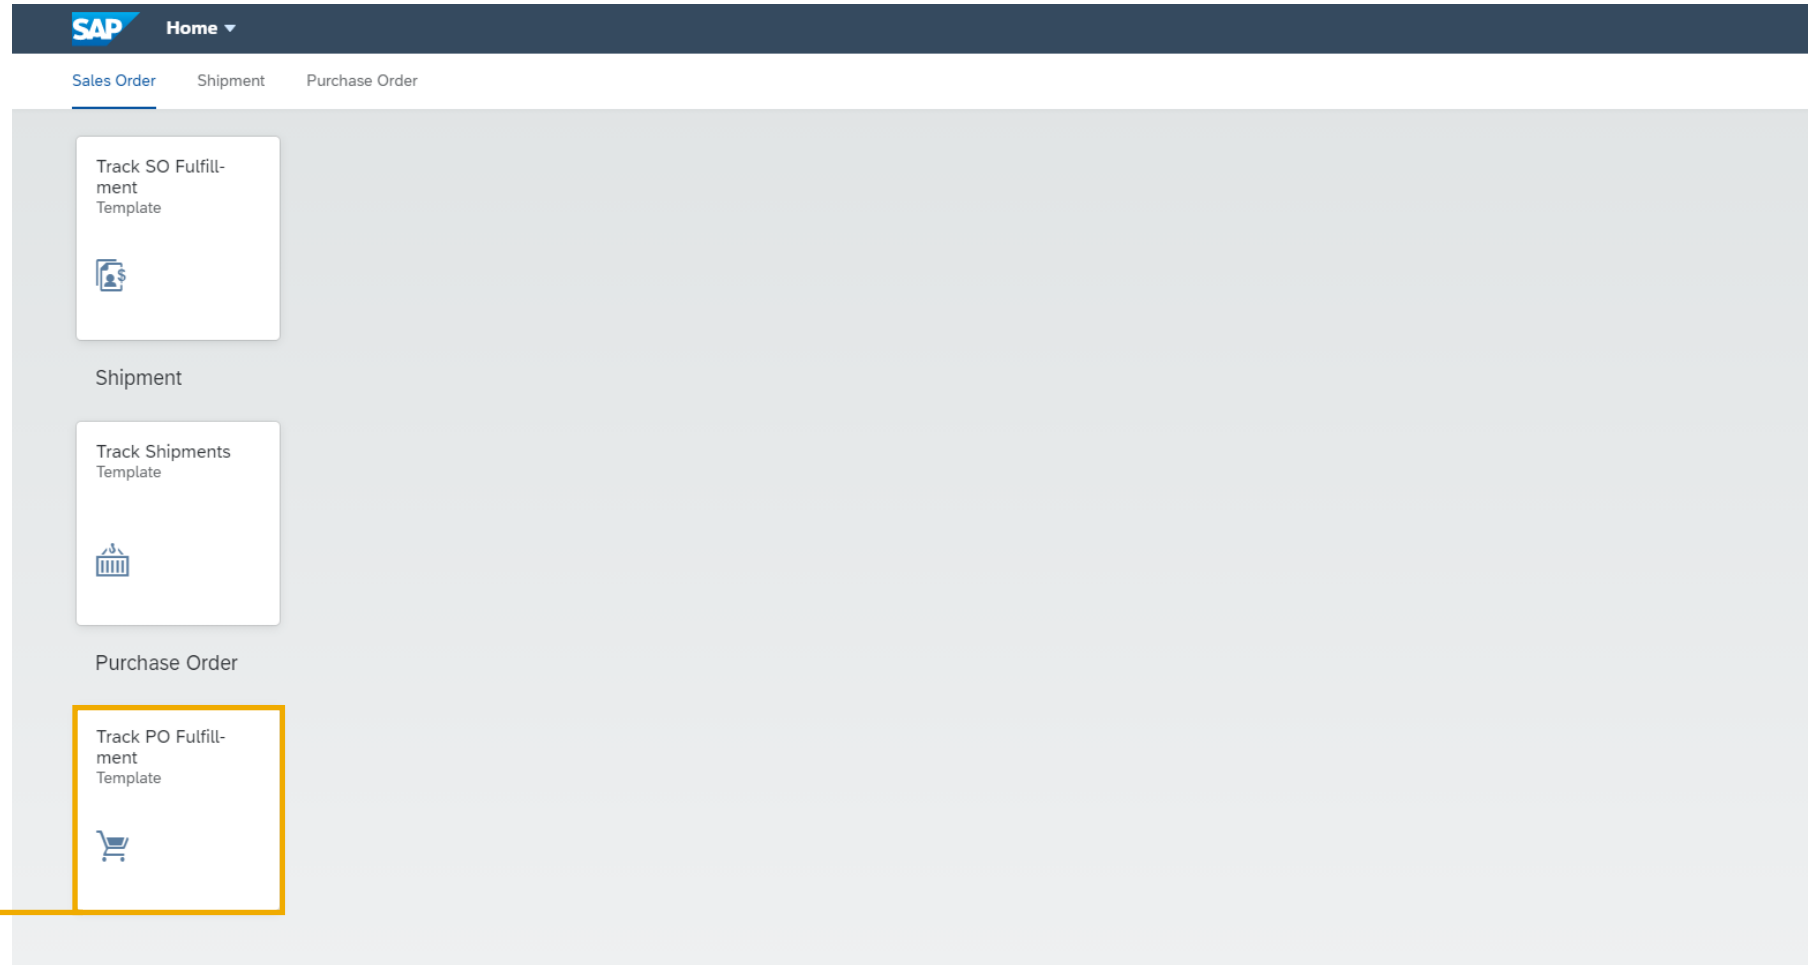 SAP Home
Sales Order Shipment Purchase Order
Track SO Fulfill-
ment
Template
$
Shipment
Track Shipments
Template
Purchase Order
Track PO Fulfill-
ment
Template